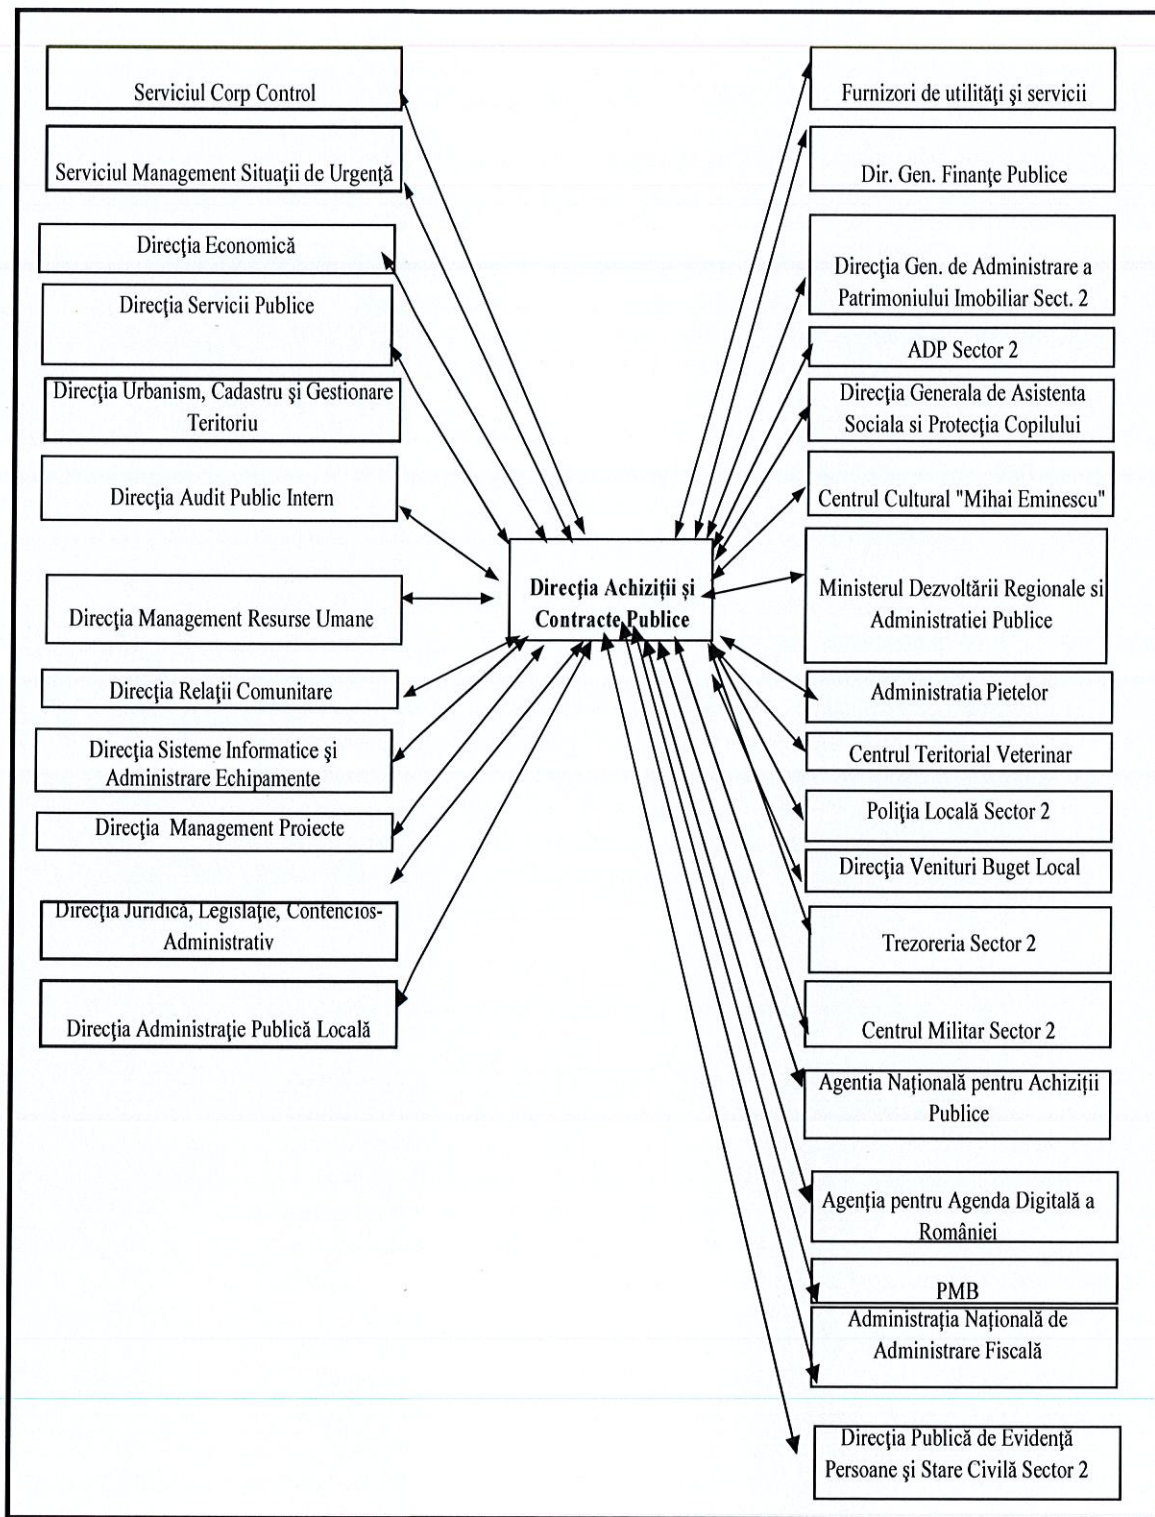 Serviciul Corp Control
Serviciul Management Situaţii de Urgenţă
Direcţia Economică
Direcţia Servicii Publice
Direcţia Urbanism, Cadastru şi Gestionare
Teritoriu
Direcţia Audit Public Intern
Direcţia Management Resurse Umane
Direcţia Relaţii Comunitare
Direcţia Sisteme Informatice şi
Administrare Echipamente
Direcţia Management Proiecte
Direcţia Juridică, Legislaţie, Contencios-
Administrativ
Direcţia Administraţie Publică Locală
Direcţia Achiziţii şi
Contracte Publice
Furnizori de utilităţi şi servicii
Dir. Gen. Finanţe Publice
Direcţia Gen. de Administrare a
Patrimoniului Imobiliar Sect. 2
ADP Sector 2
Direcţia Generala de Asistenta
Sociala si Protecţia Copilului
Centrul Cultural "Mihai Eminescu"
Ministerul Dezvoltării Regionale si
Administratiei Publice
Administratia Pietelor
Centrul Teritorial Veterinar
Poliţia Locală Sector 2
Direcţia Venituri Buget Local
Trezoreria Sector 2
Centrul Militar Sector 2
Agentia Naţională pentru Achiziţii
Publice
Agenţia pentru Agenda Digitală a
României
PMB
Administraţia Naţională de
Administrare Fiscală
Direcţia Publică de Evidenţă
Persoane şi Stare Civilă Sector 2